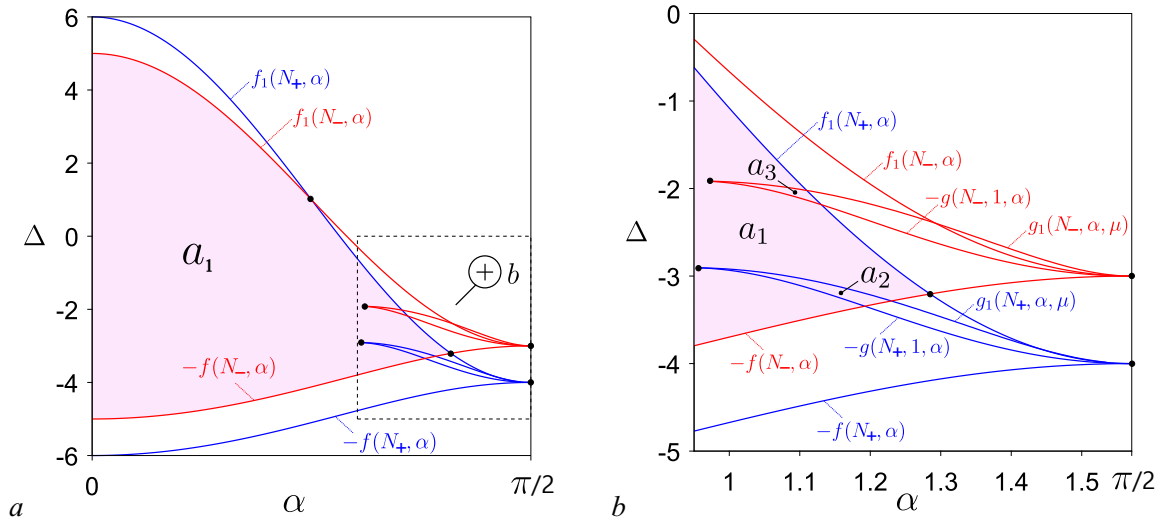 6
4
2
0
-2
-4
-6
Δ
0
α
π/2
f₁(N₊, α)
f₁(N₋, α)
a₁
b
−f(N₋, α)
−f(N₊, α)
a
0
-1
-2
-3
-4
-5
Δ
1
1.1
1.2
1.3
1.4
1.5
π/2
α
f₁(N₊, α)
f₁(N₋, α)
a₃
−g(N₋, 1, α)
g₁(N₋, α, μ)
a₁
a₂
g₁(N₊, α, μ)
−g(N₊, 1, α)
−f(N₋, α)
−f(N₊, α)
b